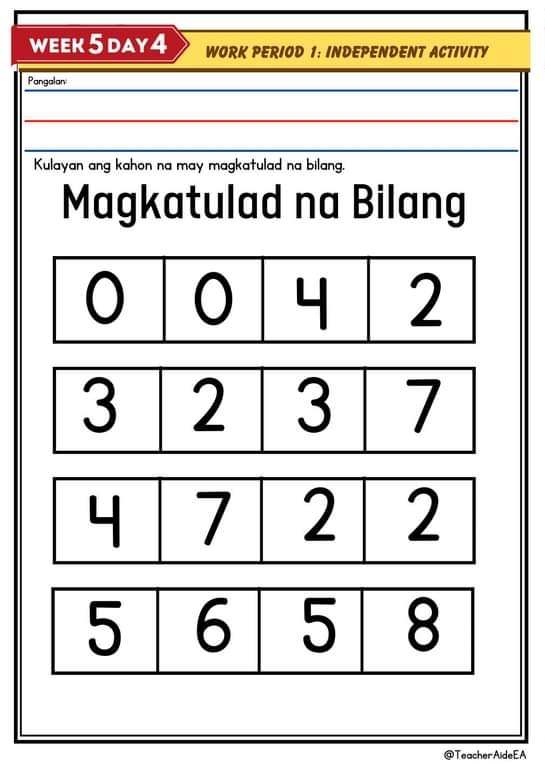 WEEK 5 DAY 4
WORK PERIOD 1: INDEPENDENT ACTIVITY
Pangalan:
Kulayan ang kahon na may magkatulad na bilang.
Magkatulad na Bilang
0 0 4 2
3 2 3 7
4 7 2 2
5 6 5 8
@TeacherAideEA